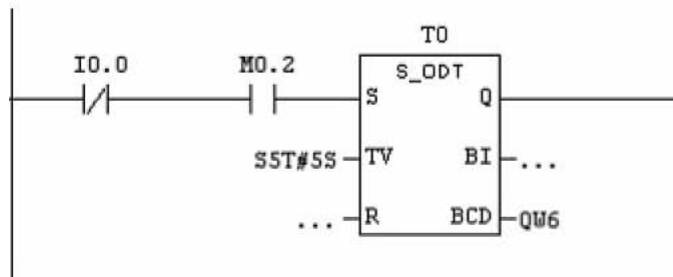 T0
I0.0 M0.2 S_ODT
S Q
S5T#5S TV BI ...
... R BCD QW6